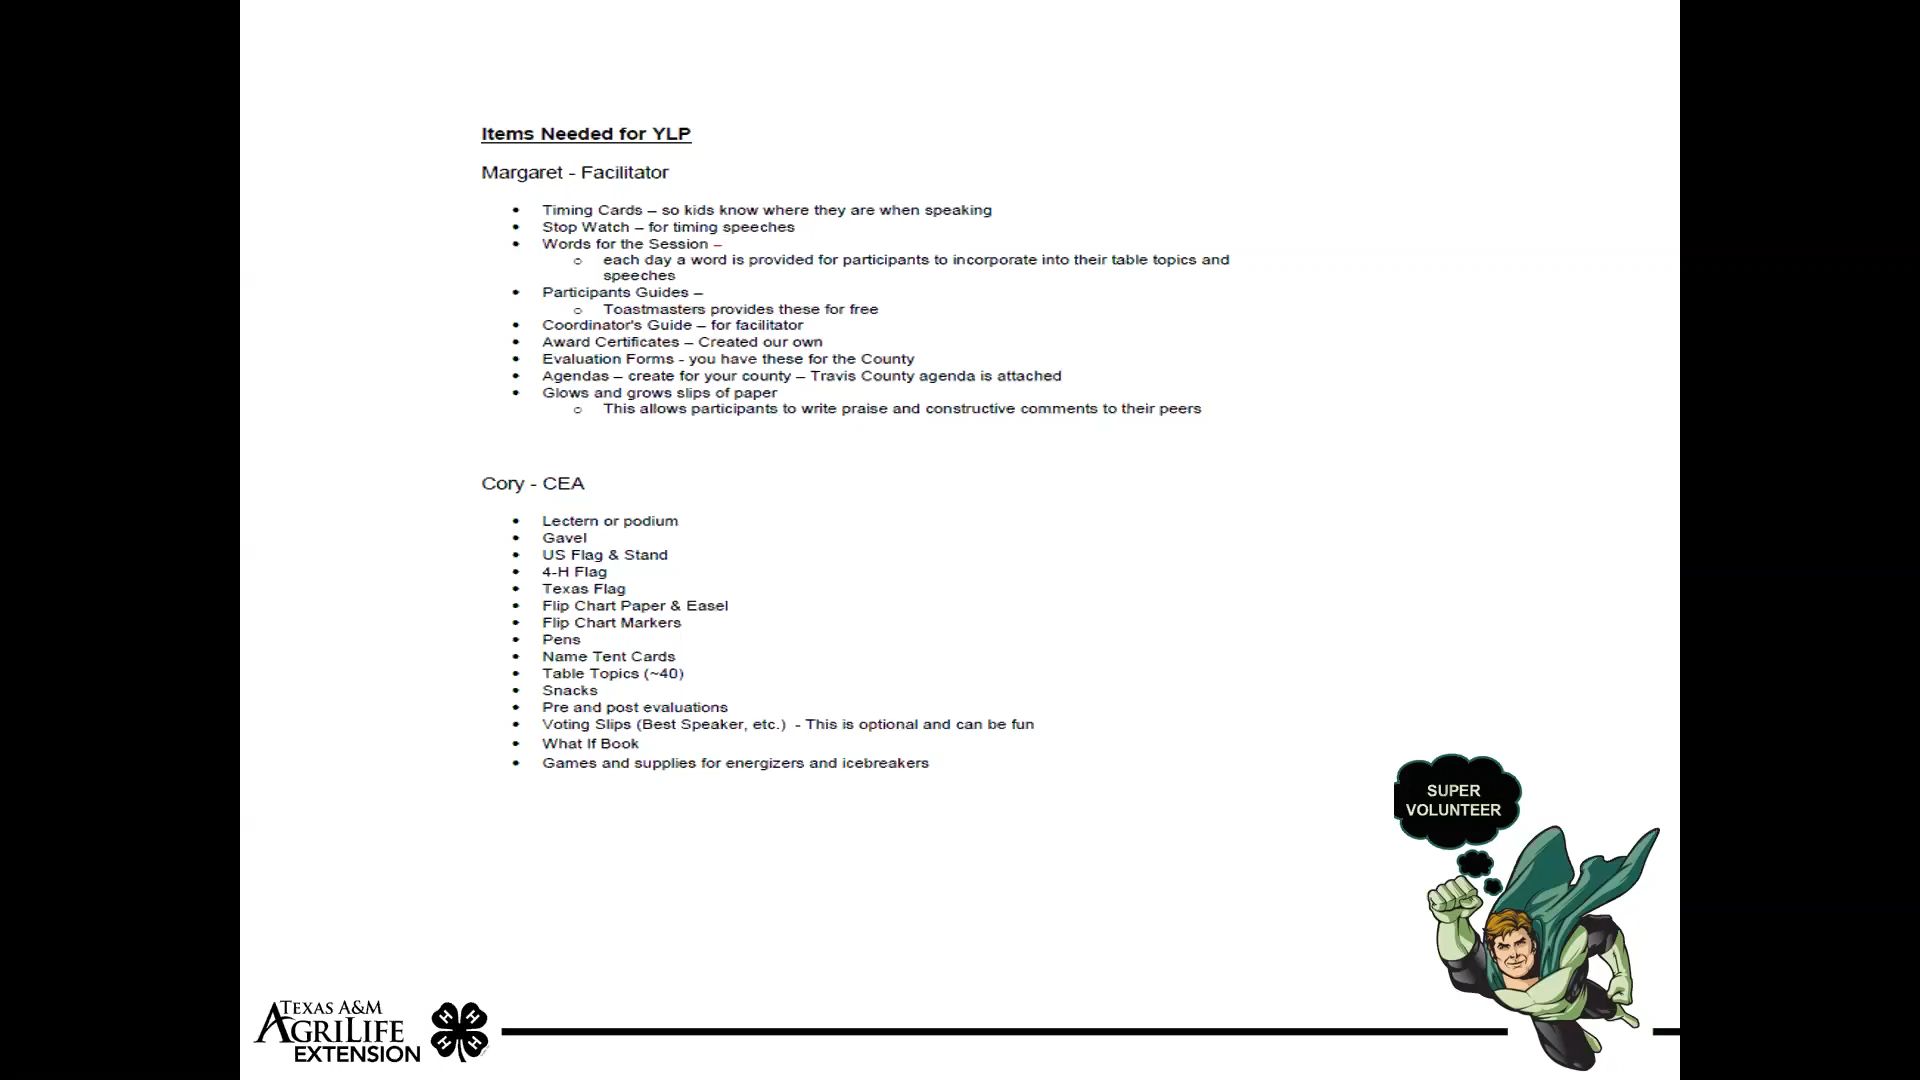 Items Needed for YLP
Margaret - Facilitator
• Timing Cards – so kids know where they are when speaking
• Stop Watch – for timing speeches
• Words for the Session –
o each day a word is provided for participants to incorporate into their table topics and
speeches
• Participants Guides –
o Toastmasters provides these for free
• Coordinator's Guide – for facilitator
• Award Certificates – Created our own
• Evaluation Forms - you have these for the County
• Agendas – create for your county – Travis County agenda is attached
• Glows and grows slips of paper
o This allows participants to write praise and constructive comments to their peers
Cory - CEA
• Lectern or podium
• Gavel
• US Flag & Stand
• 4-H Flag
• Texas Flag
• Flip Chart Paper & Easel
• Flip Chart Markers
• Pens
• Name Tent Cards
• Table Topics (~40)
• Snacks
• Pre and post evaluations
• Voting Slips (Best Speaker, etc.)  - This is optional and can be fun
• What If Book
• Games and supplies for energizers and icebreakers
SUPER
VOLUNTEER
TEXAS A&M
AGRILIFE
EXTENSION
H H
H H